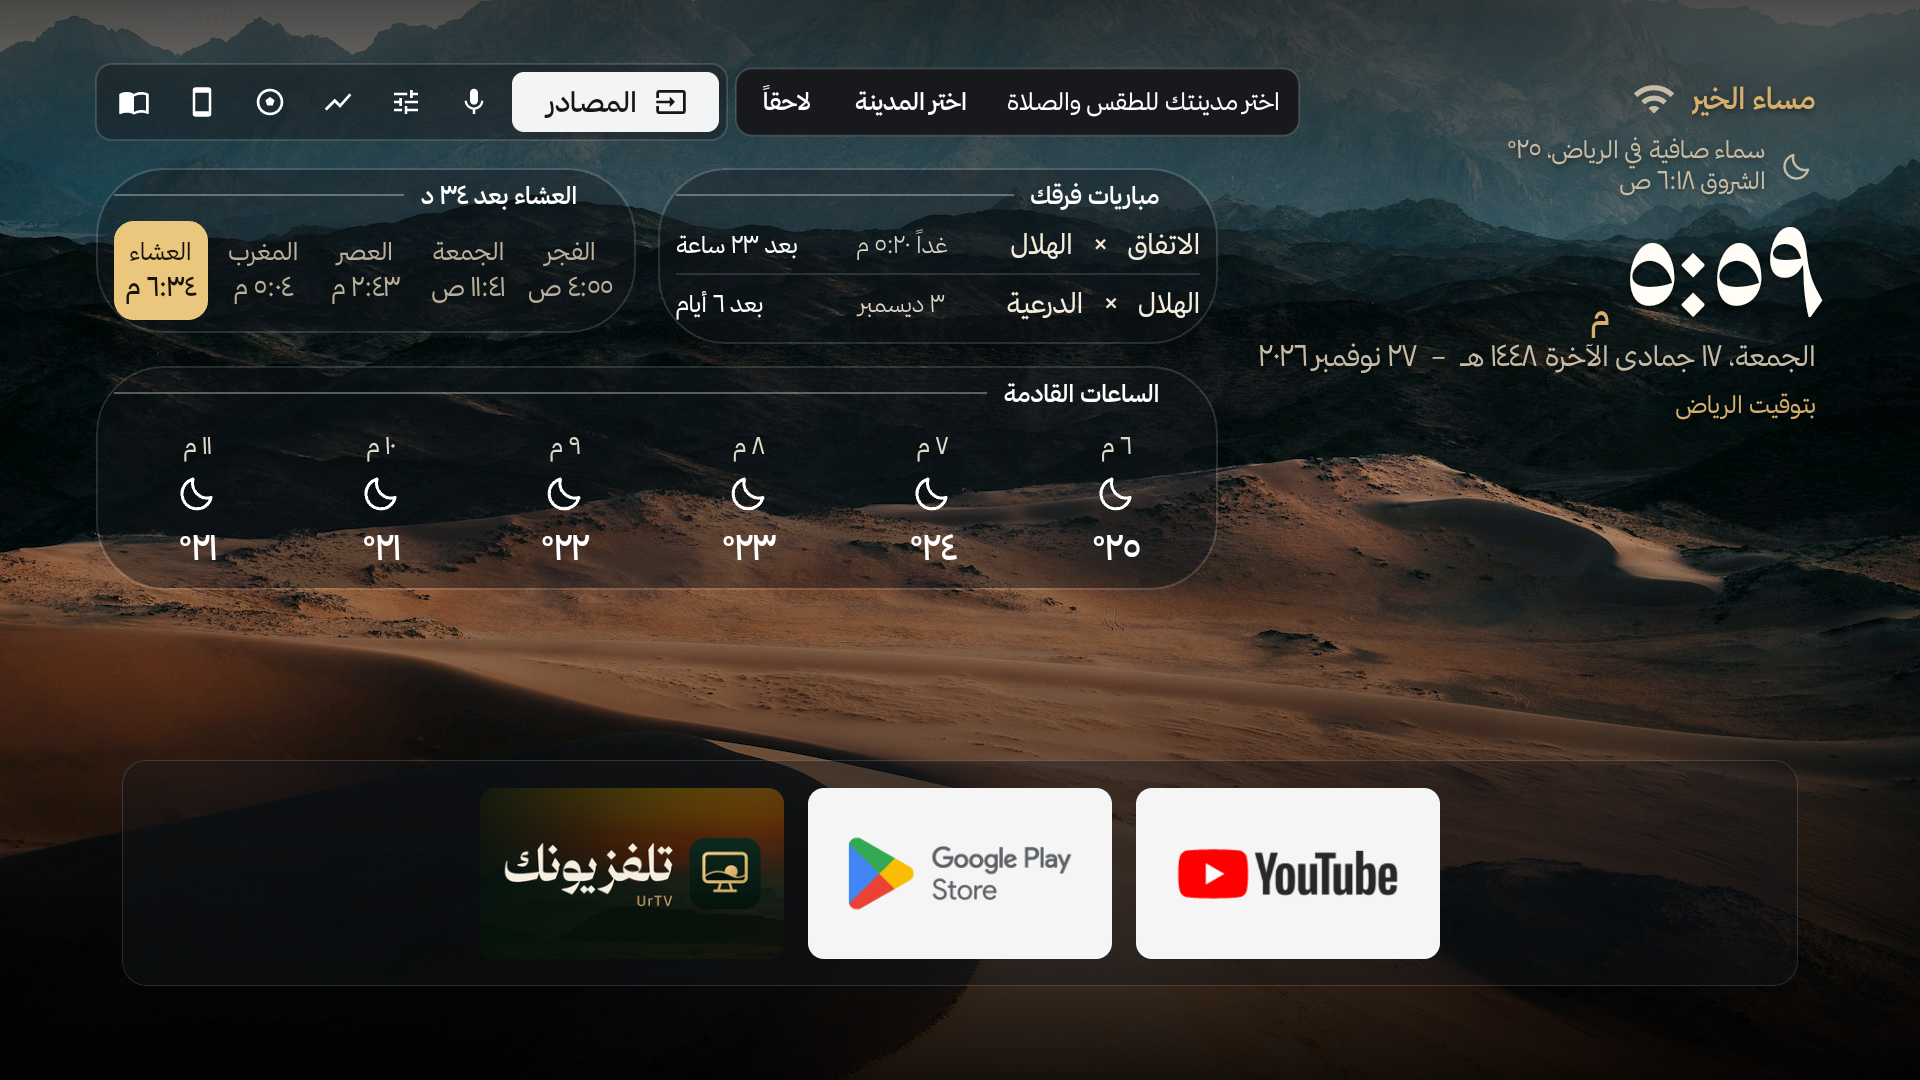 مساء الخير
سماء صافية في الرياض، ٢٥°
الشروق ٦:١٨ ص
٥:٥٩ م
الجمعة، ١٧ جمادى الآخرة ١٤٤٨ هـ – ٢٧ نوفمبر ٢٠٢٦
بتوقيت الرياض
اختر مدينتك للطقس والصلاة اختر المدينة لاحقاً
المصادر
مباريات فرقك
الاتفاق × الهلال غداً ٥:٢٠ م بعد ٢٣ ساعة
الهلال × الدرعية ٣ ديسمبر بعد ٦ أيام
العشاء بعد ٣٤ د
الفجر الجمعة العصر المغرب العشاء
٤:٥٥ ص ١١:٤١ ص ٢:٤٣ م ٥:٠٤ م ٦:٣٤ م
الساعات القادمة
٦ م ٧ م ٨ م ٩ م ١٠ م ١١ م
٢٥° ٢٤° ٢٣° ٢٢° ٢١° ٢١°
YouTube
Google Play
Store
تلفزيونك
UrTV